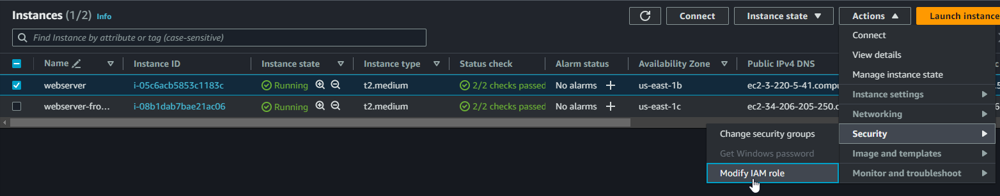 Instances (1/2) Info
Connect
Instance state
Actions
Launch instance
Find Instance by attribute or tag (case-sensitive)
Name Instance ID Instance state Instance type Status check Alarm status Availability Zone Public IPv4 DNS
webserver i-05c6acb5853c1183c Running t2.medium 2/2 checks passed No alarms us-east-1b ec2-3-220-5-41.compu
webserver-fro... i-08b1dab7bae21ac06 Running t2.medium 2/2 checks passed No alarms us-east-1c ec2-34-206-205-250.c
Connect
View details
Manage instance state
Instance settings
Networking
Security
Image and templates
Monitor and troubleshoot
Change security groups
Get Windows password
Modify IAM role